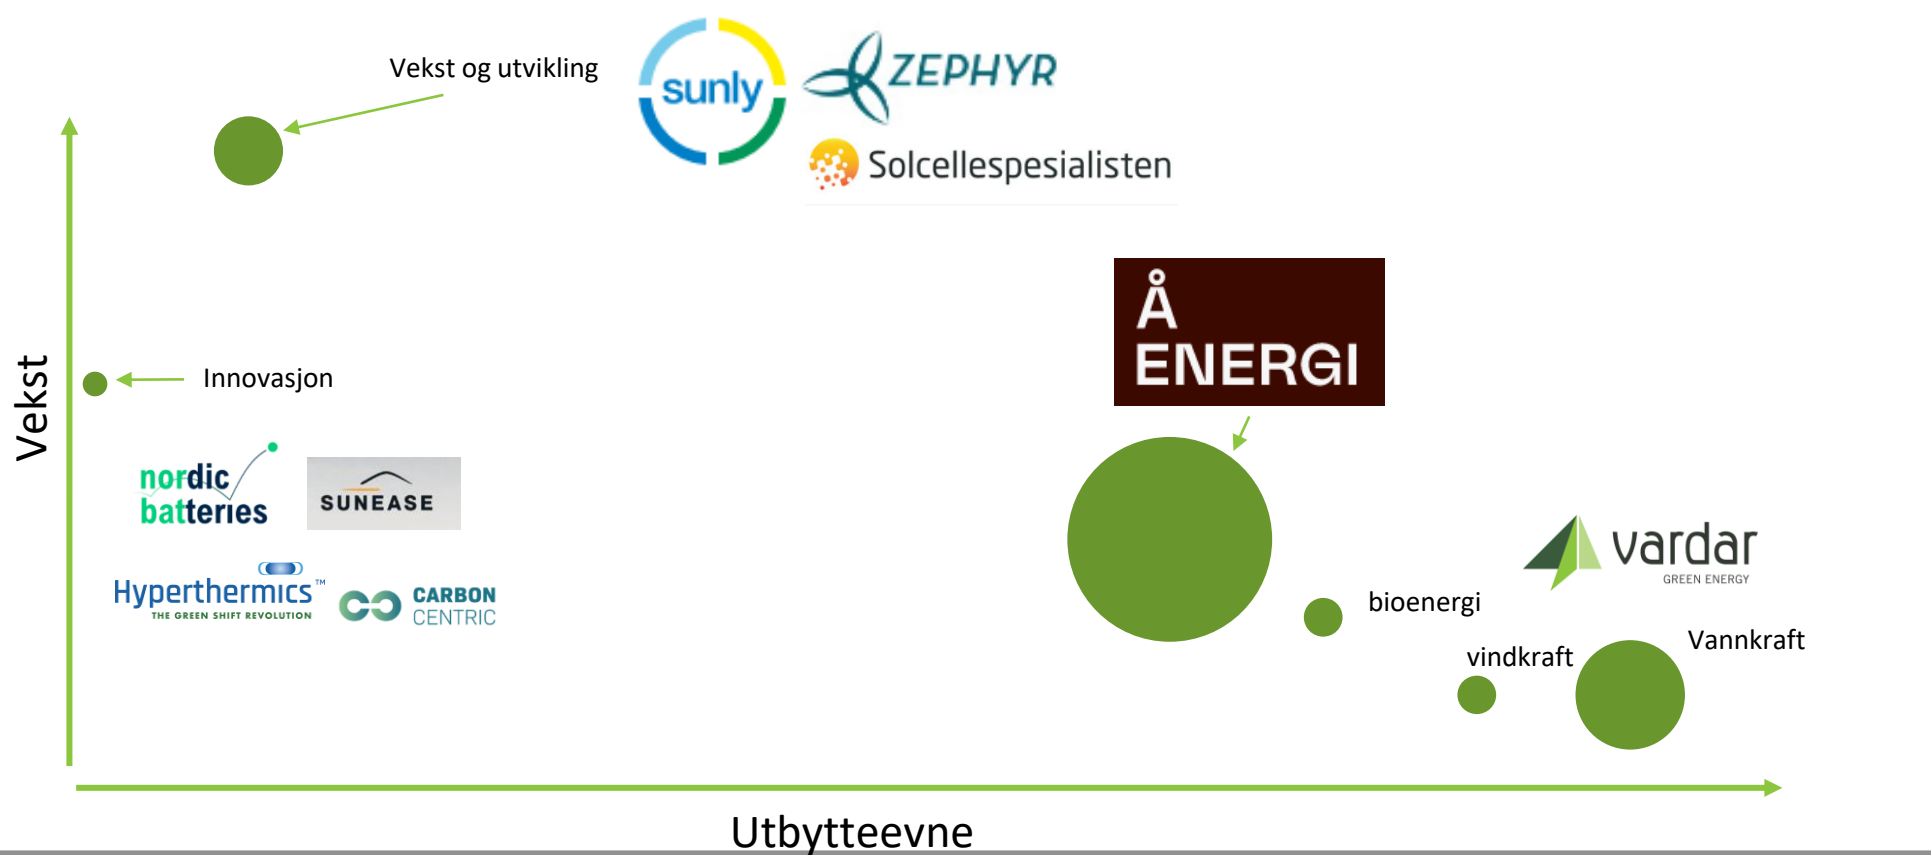 Vekst og utvikling
sunly
ZEPHYR
Solcellespesialisten
Å
ENERGI
Innovasjon
Vekst
nordic
batteries
SUNEASE
Hyperthermics™
THE GREEN SHIFT REVOLUTION
CARBON
CENTRIC
vardar
GREEN ENERGY
bioenergi
Vannkraft
vindkraft
Utbytteevne